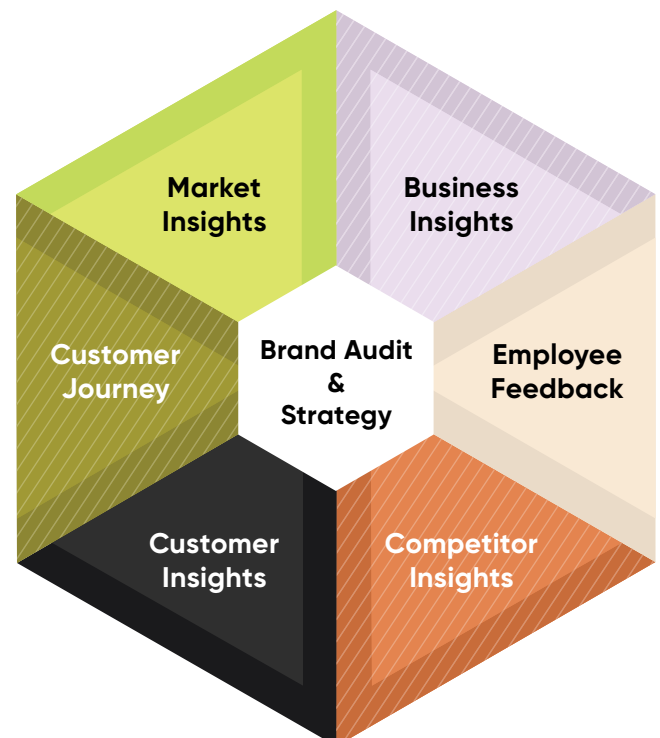 Market
Insights
Business
Insights
Customer
Journey
Brand Audit
&
Strategy
Employee
Feedback
Customer
Insights
Competitor
Insights